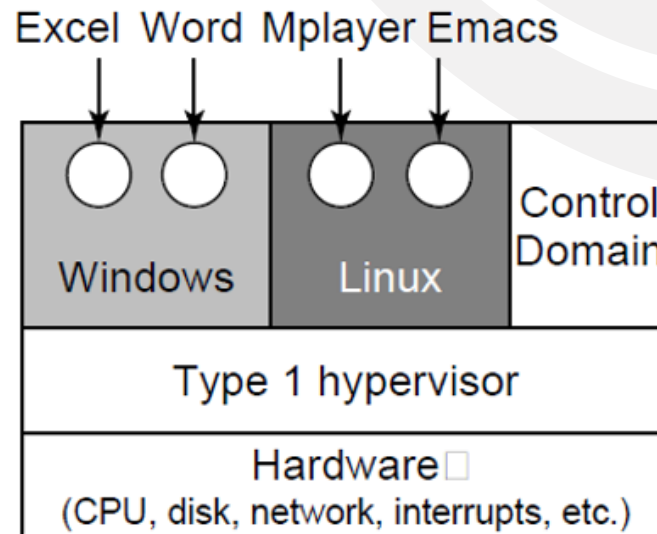 Excel Word Mplayer Emacs
Control
Domain
Windows
Linux
Type 1 hypervisor
Hardware
(CPU, disk, network, interrupts, etc.)